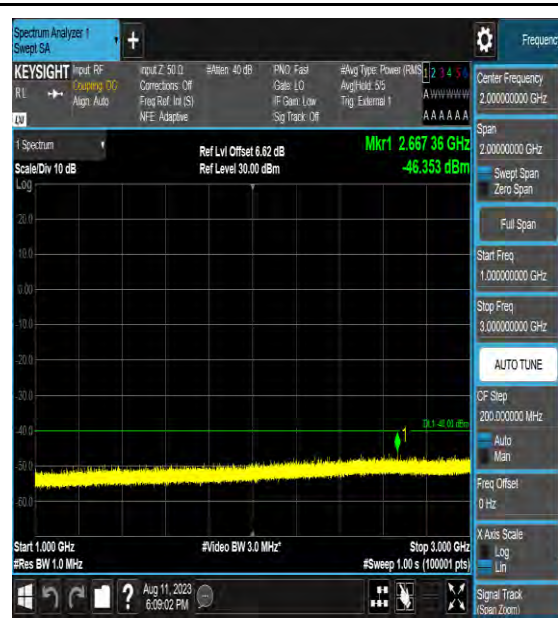 Spectrum Analyzer 1
Swept SA
Frequenc
KEYSIGHT
RL
LV
Input: RF
Coupling: DC
Align: Auto
Input Z: 50 Ω
Corrections: Off
Freq Ref: Int (S)
NFE: Adaptive
#Atten: 40 dB
PNO: Fast
Gate: LO
IF Gain: Low
Sig Track: Off
#Avg Type: Power (RMS
Avg|Hold: 5/5
Trig: External 1
1 2 3 4 5 6
A W W W W W
A A A A A A
1 Spectrum
Scale/Div 10 dB
Log
Ref Lvl Offset 6.62 dB
Ref Level 30.00 dBm
Mkr1 2.667 36 GHz
-46.353 dBm
20.0
10.0
0.00
-10.0
-20.0
-30.0
-40.0
-50.0
-60.0
DL1 -40.00 dBm
1
Start 1.000 GHz
#Res BW 1.0 MHz
#Video BW 3.0 MHz*
Stop 3.000 GHz
#Sweep 1.00 s (100001 pts)
Aug 11, 2023
6:09:02 PM
Center Frequency
2.000000000 GHz
Span
2.00000000 GHz
Swept Span
Zero Span
Full Span
Start Freq
1.000000000 GHz
Stop Freq
3.000000000 GHz
AUTO TUNE
CF Step
200.000000 MHz
Auto
Man
Freq Offset
0 Hz
X Axis Scale
Log
Lin
Signal Track
(Span Zoom)